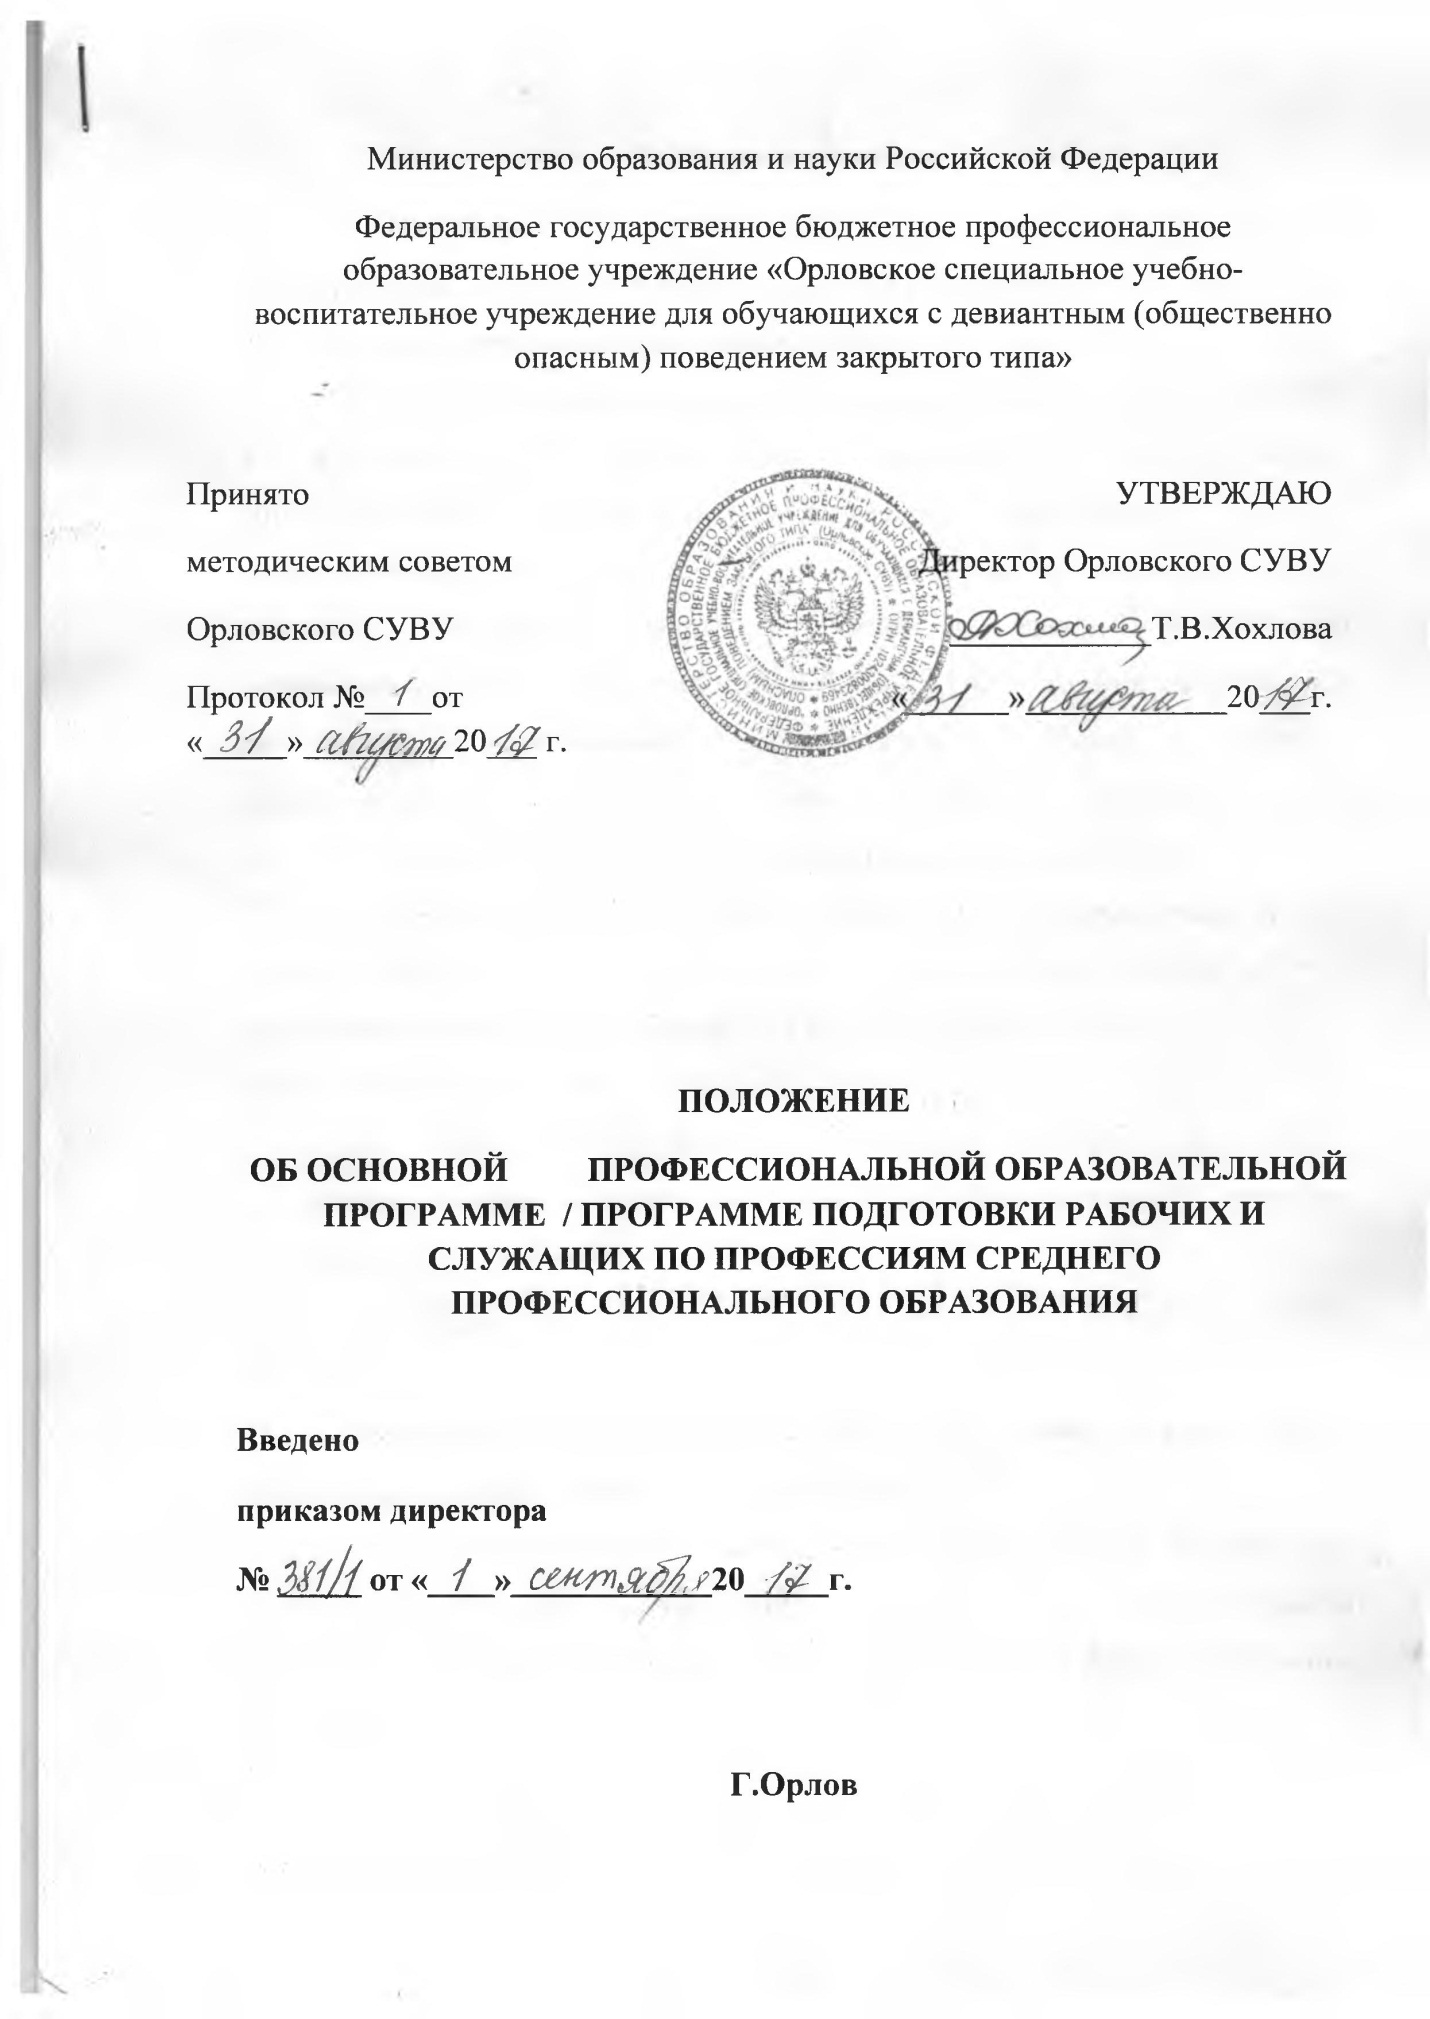 Министерство образования и науки Российской Федерации
Федеральное государственное бюджетное профессиональное
образовательное учреждение «Орловское специальное учебно-
воспитательное учреждение для обучающихся с девиантным (общественно
опасным) поведением закрытого типа»
Принято
методическим советом
Орловского СУВУ
Протокол № 1 от
« 31 » августа 20 17 г.
УТВЕРЖДАЮ
Директор Орловского СУВУ
Т.В.Хохлова
« 31 » августа 20 17 г.
ПОЛОЖЕНИЕ
ОБ ОСНОВНОЙ ПРОФЕССИОНАЛЬНОЙ ОБРАЗОВАТЕЛЬНОЙ
ПРОГРАММЕ / ПРОГРАММЕ ПОДГОТОВКИ РАБОЧИХ И
СЛУЖАЩИХ ПО ПРОФЕССИЯМ СРЕДНЕГО
ПРОФЕССИОНАЛЬНОГО ОБРАЗОВАНИЯ
Введено
приказом директора
№ 381/1 от « 1 » сентября 20 17 г.
Г.Орлов